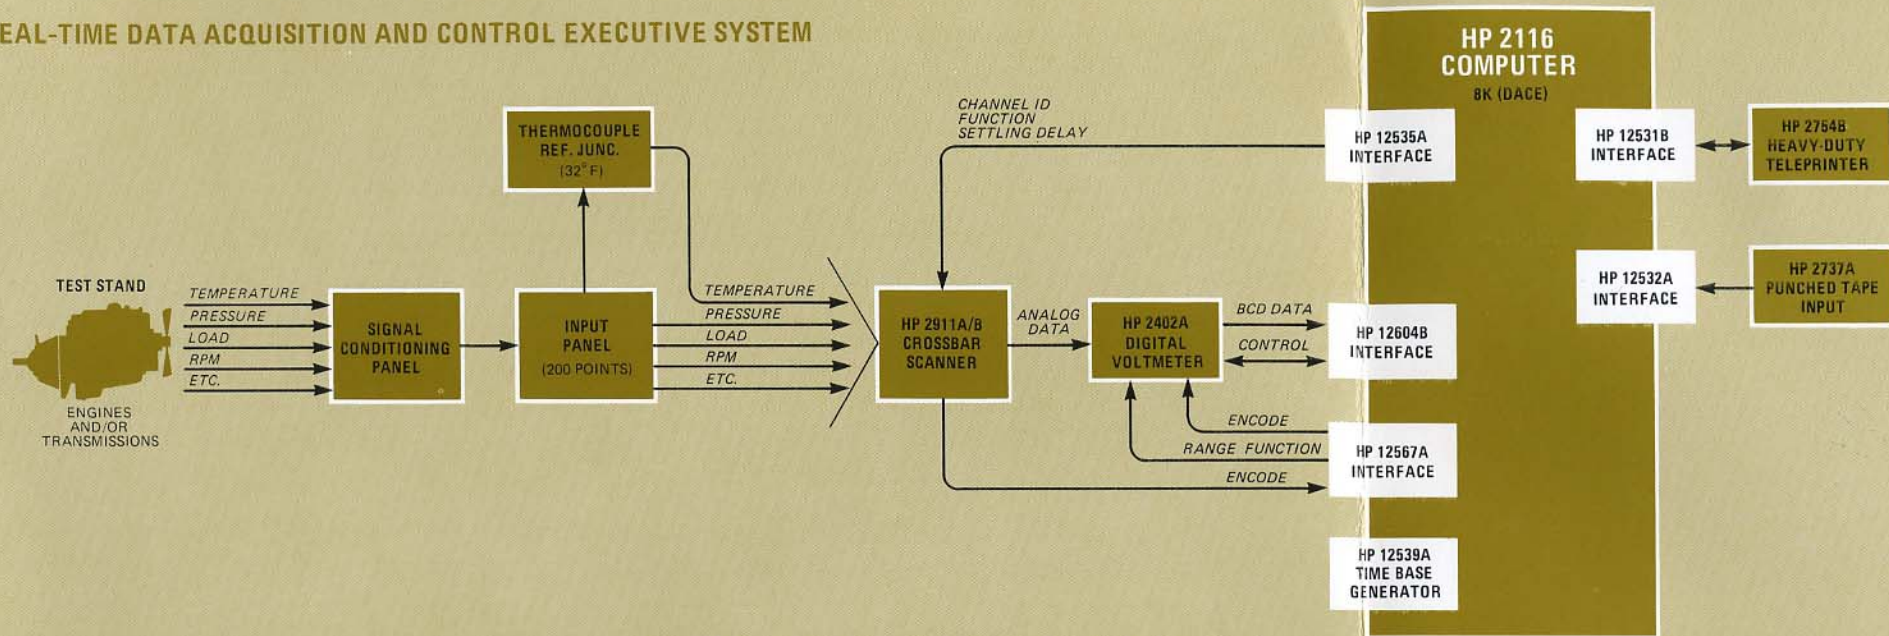 EAL-TIME DATA ACQUISITION AND CONTROL EXECUTIVE SYSTEM
HP 2116
COMPUTER
8K (DACE)
THERMOCOUPLE
REF. JUNC.
(32°F)
CHANNEL ID
FUNCTION
SETTLING DELAY
HP 12535A
INTERFACE
HP 12531B
INTERFACE
HP 2754B
HEAVY-DUTY
TELEPRINTER
TEST STAND
ENGINES
AND/OR
TRANSMISSIONS
TEMPERATURE
PRESSURE
LOAD
RPM
ETC.
SIGNAL
CONDITIONING
PANEL
INPUT
PANEL
(200 POINTS)
TEMPERATURE
PRESSURE
LOAD
RPM
ETC.
HP 2911A/B
CROSSBAR
SCANNER
ANALOG
DATA
HP 2402A
DIGITAL
VOLTMETER
BCD DATA
CONTROL
HP 12604B
INTERFACE
HP 12532A
INTERFACE
HP 2737A
PUNCHED TAPE
INPUT
ENCODE
RANGE FUNCTION
ENCODE
HP 12567A
INTERFACE
HP 12539A
TIME BASE
GENERATOR